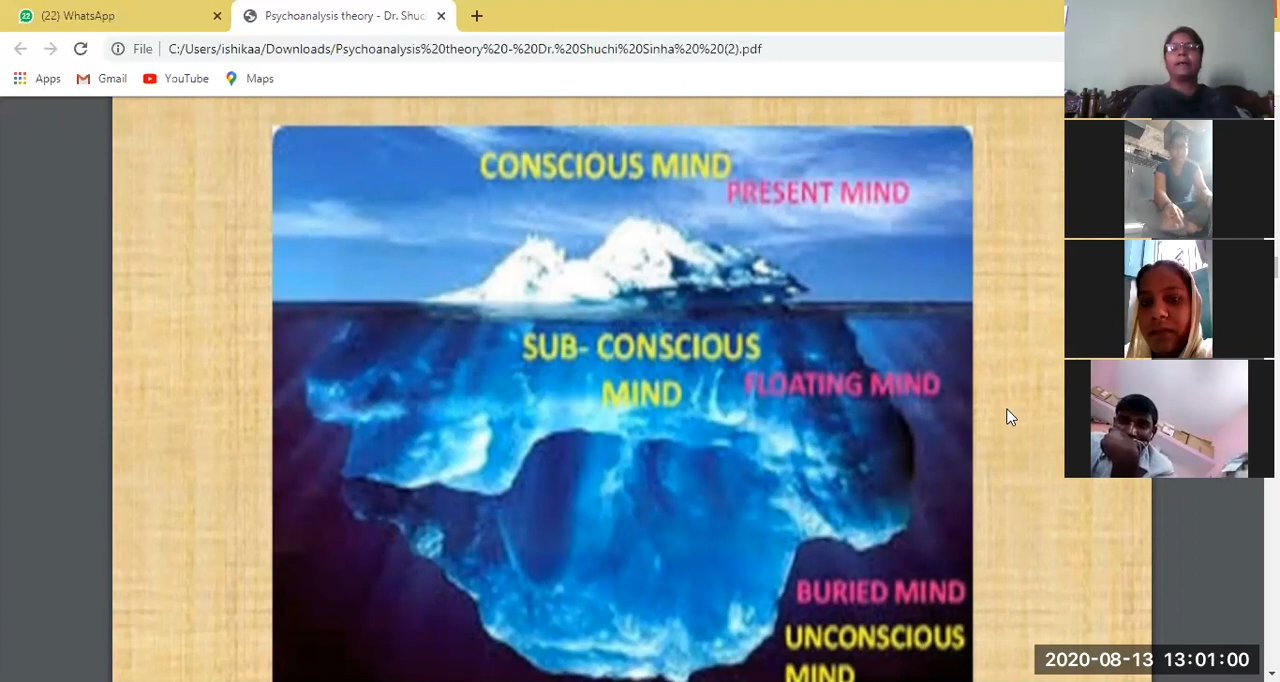 (22) WhatsApp
Psychoanalysis theory - Dr. Shuc
File
C:/Users/ishikaa/Downloads/Psychoanalysis%20theory%20-%20Dr.%20Shuchi%20Sinha%20%20(2).pdf
Apps
Gmail
YouTube
Maps
CONSCIOUS MIND
PRESENT MIND
SUB- CONSCIOUS
MIND
FLOATING MIND
BURIED MIND
UNCONSCIOUS
MIND
2020-08-13 13:01:00